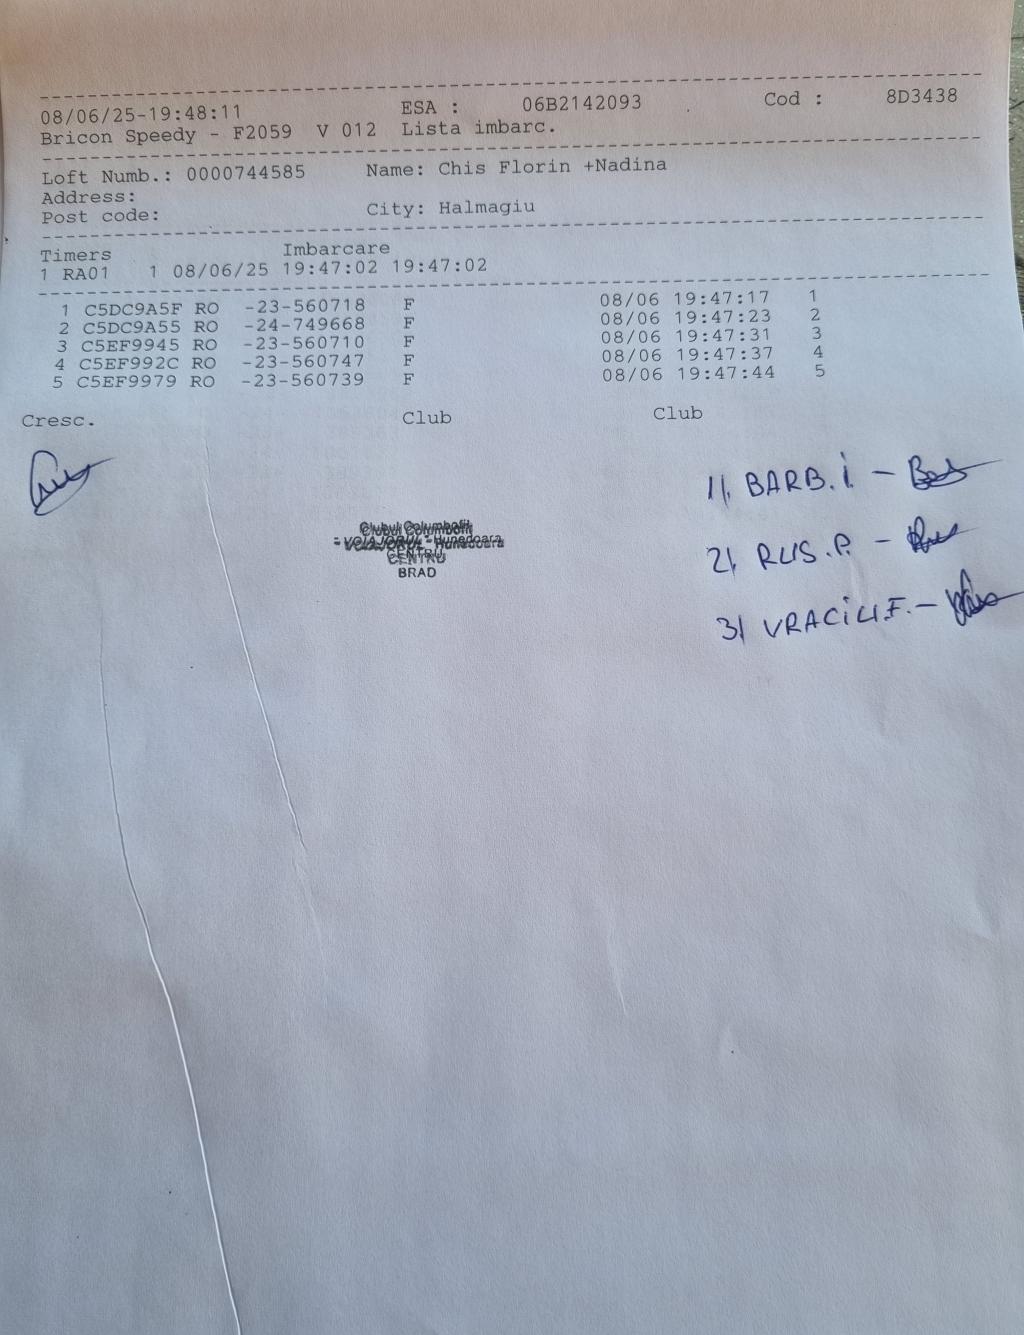 08/06/25-19:48:11 ESA : 06B2142093 Cod : 8D3438
Bricon Speedy - F2059 V 012 Lista imbarc.
Loft Numb.: 0000744585 Name: Chis Florin +Nadina
Address:
Post code: City: Halmagiu
Timers Imbarcare
1 RA01 1 08/06/25 19:47:02 19:47:02
1 C5DC9A5F RO -23-560718 F 08/06 19:47:17 1
2 C5DC9A55 RO -24-749668 F 08/06 19:47:23 2
3 C5EF9945 RO -23-560710 F 08/06 19:47:31 3
4 C5EF992C RO -23-560747 F 08/06 19:47:37 4
5 C5EF9979 RO -23-560739 F 08/06 19:47:44 5
Cresc. Club Club
1). BARB. I. -
2). RUS. P. -
3) VRACIU F. -
Clubul Columbofil
- VOIAJORUL - Hunedoara
CENTRU
BRAD